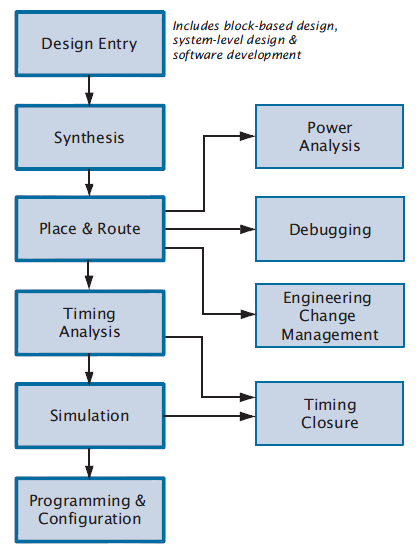 Design Entry
Includes block-based design,
system-level design &
software development
Synthesis
Power
Analysis
Place & Route
Debugging
Timing
Analysis
Engineering
Change
Management
Simulation
Timing
Closure
Programming &
Configuration